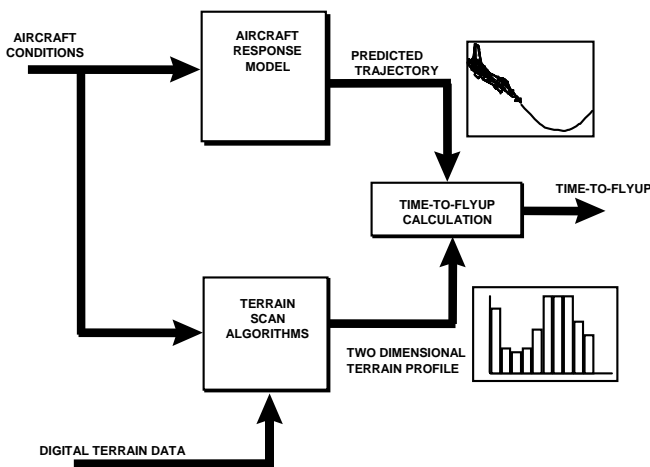 AIRCRAFT
CONDITIONS
AIRCRAFT
RESPONSE
MODEL
PREDICTED
TRAJECTORY
TIME-TO-FLYUP
CALCULATION
TIME-TO-FLYUP
TERRAIN
SCAN
ALGORITHMS
TWO DIMENSIONAL
TERRAIN PROFILE
DIGITAL TERRAIN DATA